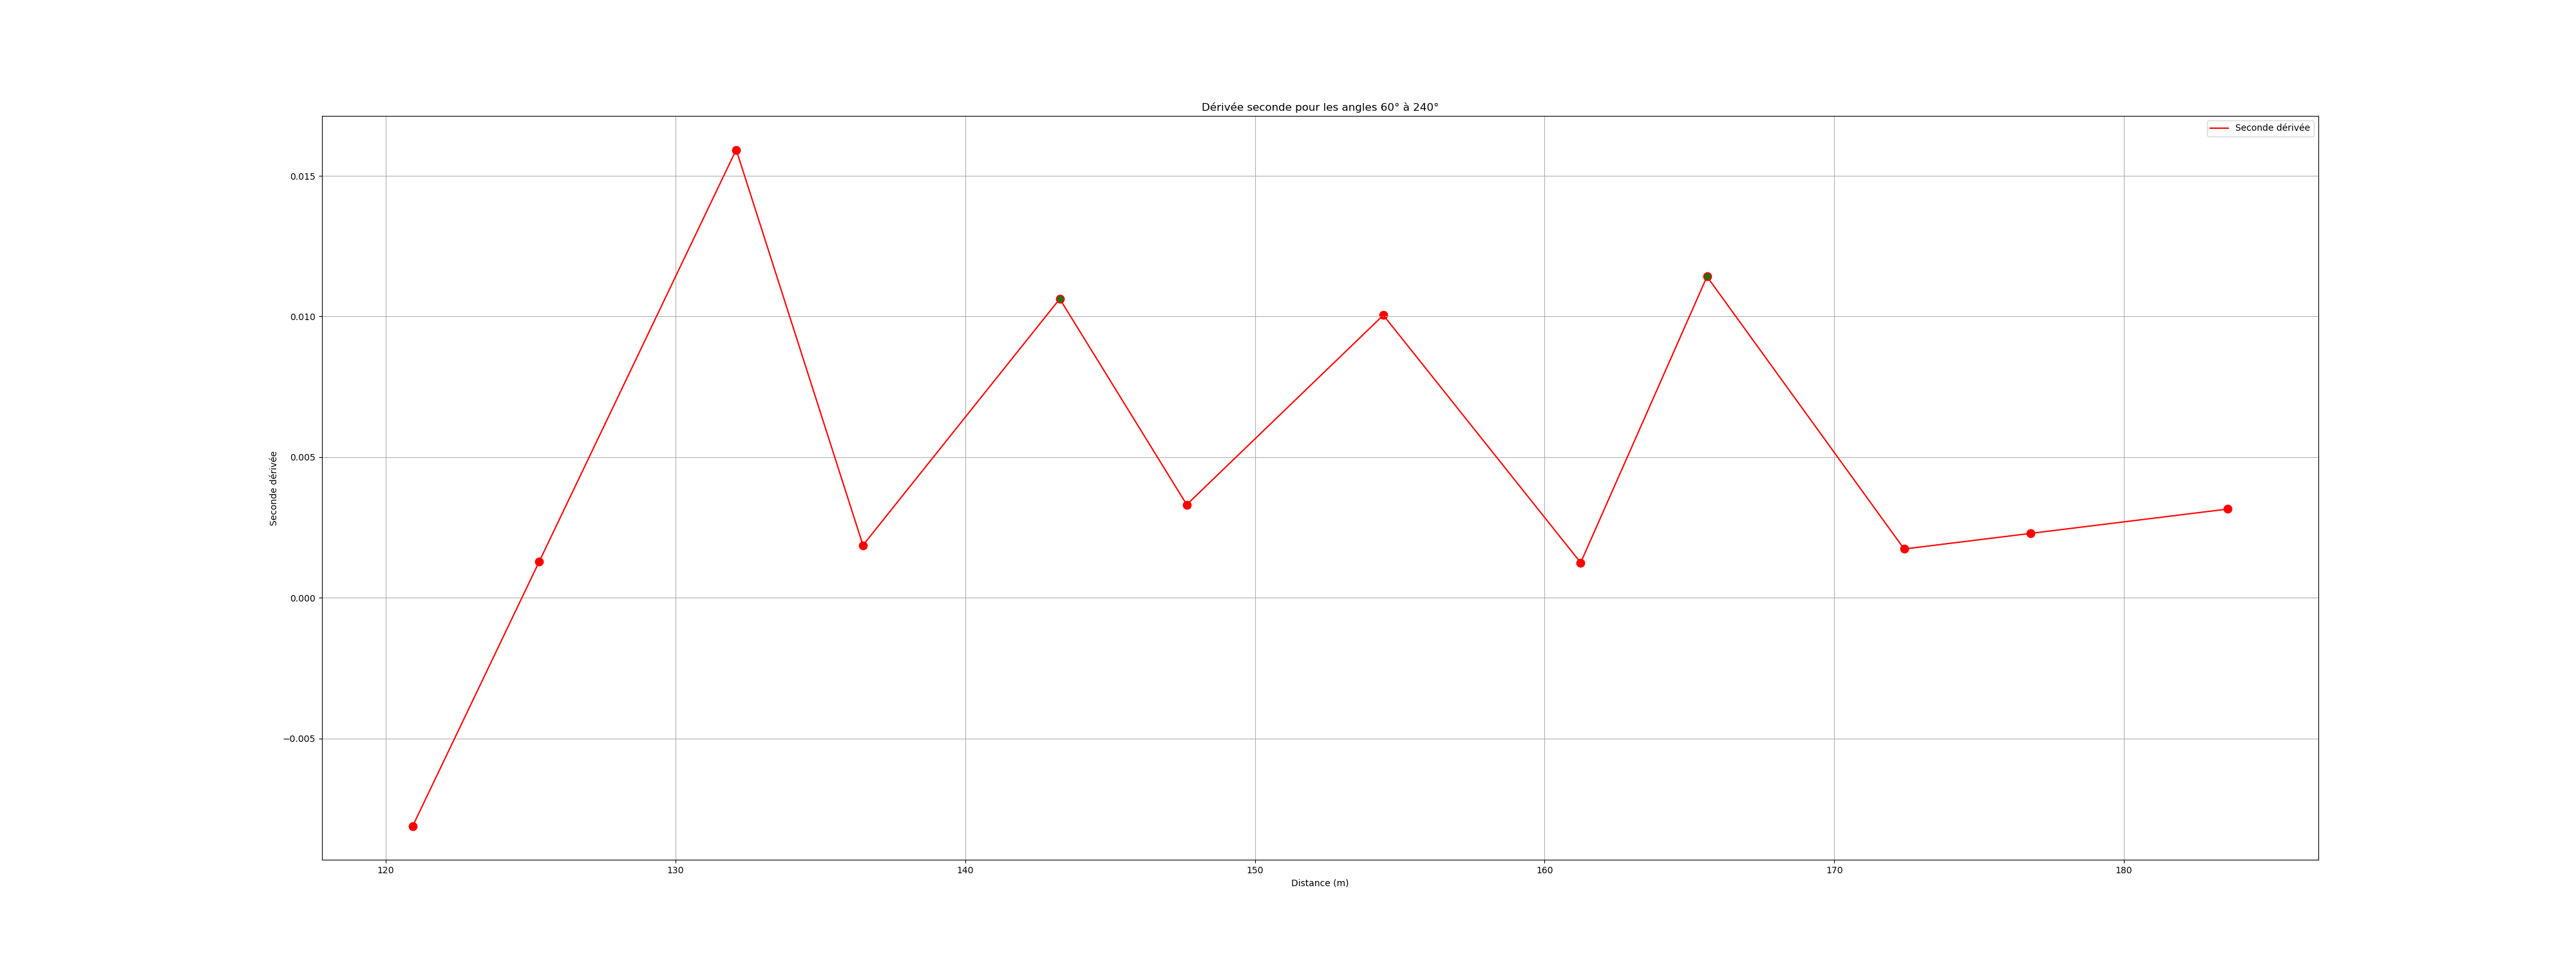 Dérivée seconde pour les angles 60° à 240°
Seconde dérivée
0.015
0.010
0.005
0.000
−0.005
Seconde dérivée
120 130 140 150 160 170 180
Distance (m)